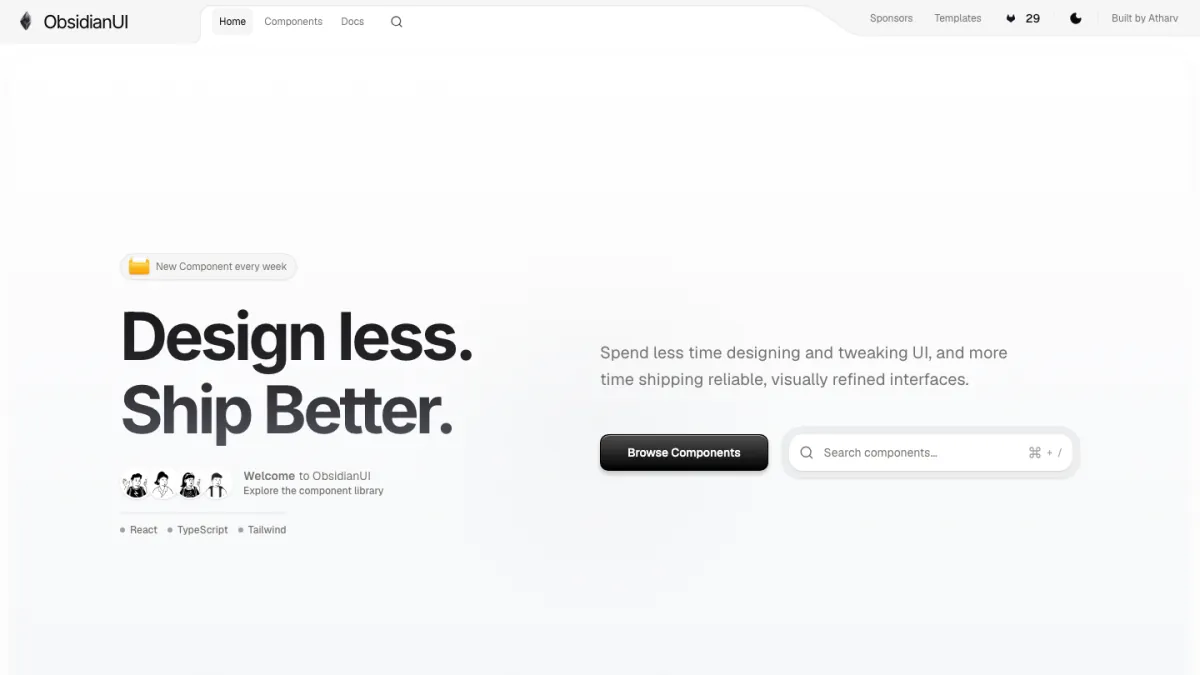 ObsidianUI
Home Components Docs
Sponsors Templates 29 Built by Atharv
New Component every week
Design less.
Ship Better.
Welcome to ObsidianUI
Explore the component library
React TypeScript Tailwind
Spend less time designing and tweaking UI, and more
time shipping reliable, visually refined interfaces.
Browse Components
Search components... ⌘ + /